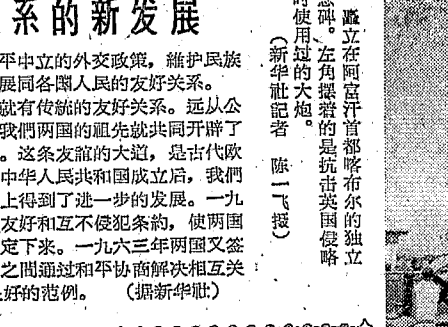 系的新发展
平中立的外交政策，維护民族
展同各国人民的友好关系。
就有传統的友好关系。远从公
我們两国的祖先就共同开辟了
。这条友誼的大道，是古代欧
中华人民共和国成立后，我們
上得到了进一步的发展。一九
友好和互不侵犯条約，使两国
定下来。一九六三年两国又签
之間通过和平协商解决相互关
好的范例。 （据新华社）
矗立在阿富汗首都喀布尔的独立
念碑。左角摆着的是抗击英国侵略
时使用过的大炮。
（新华社記者 陈一飞报）